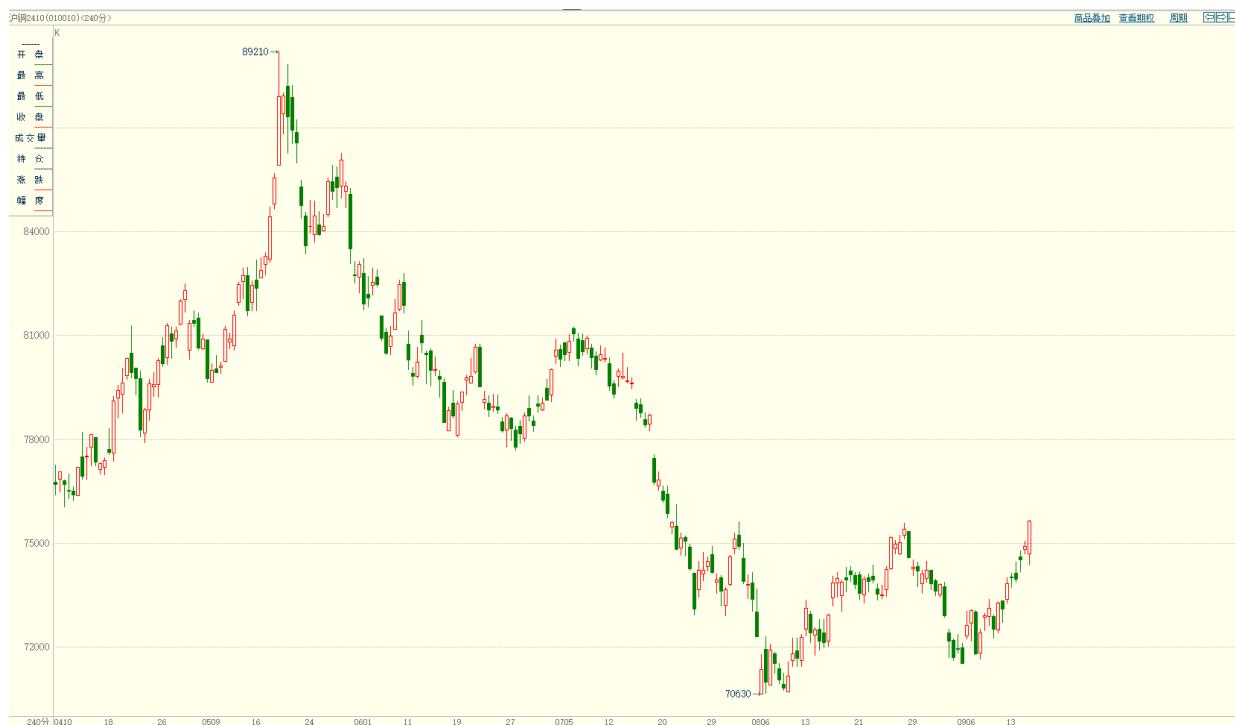 沪铜2410(010010)<240分> 商品叠加 查看期权 周期
K
89210
开 盘
最 高
最 低
收 盘
成交量
持 仓
涨 跌
幅 度
84000
81000
78000
75000
72000
70630
240分 0410 18 26 0509 16 24 0601 11 19 27 0705 12 20 29 0806 13 21 29 0906 13